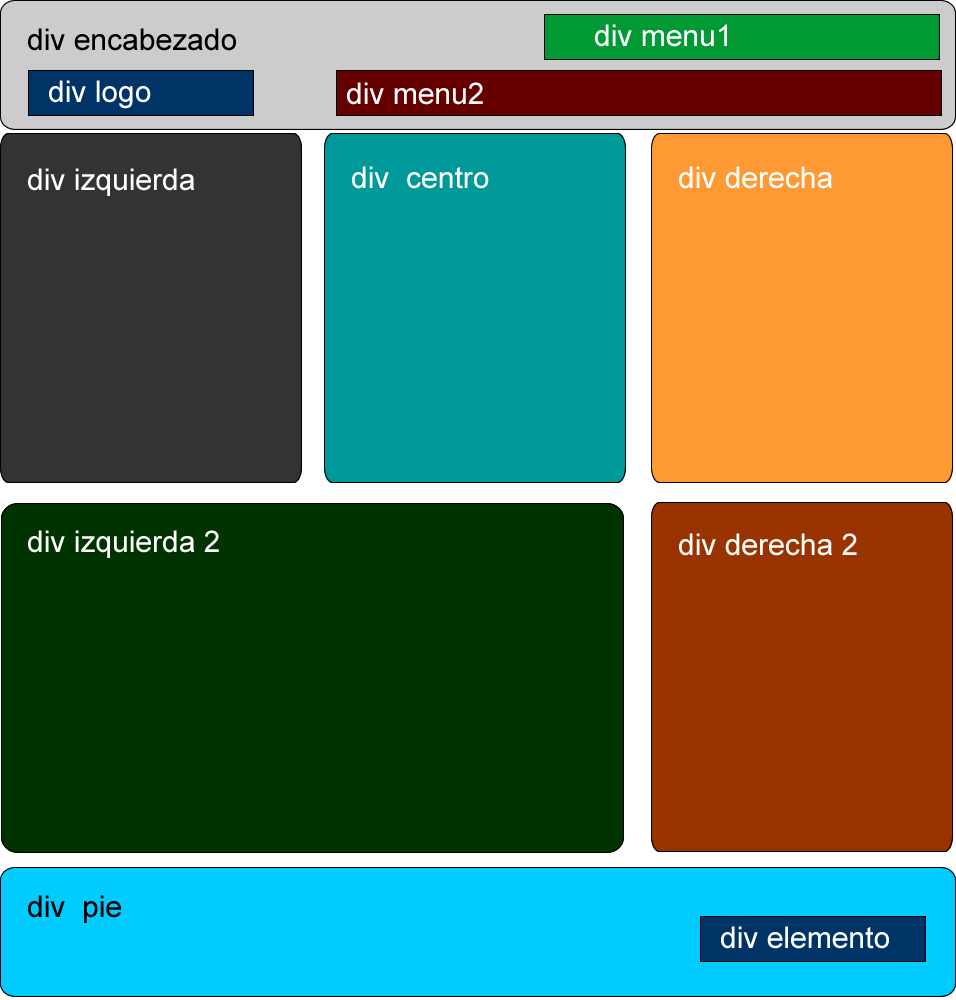 div encabezado
div menu1
div logo
div menu2
div izquierda
div  centro
div derecha
div izquierda 2
div derecha 2
div  pie
div elemento